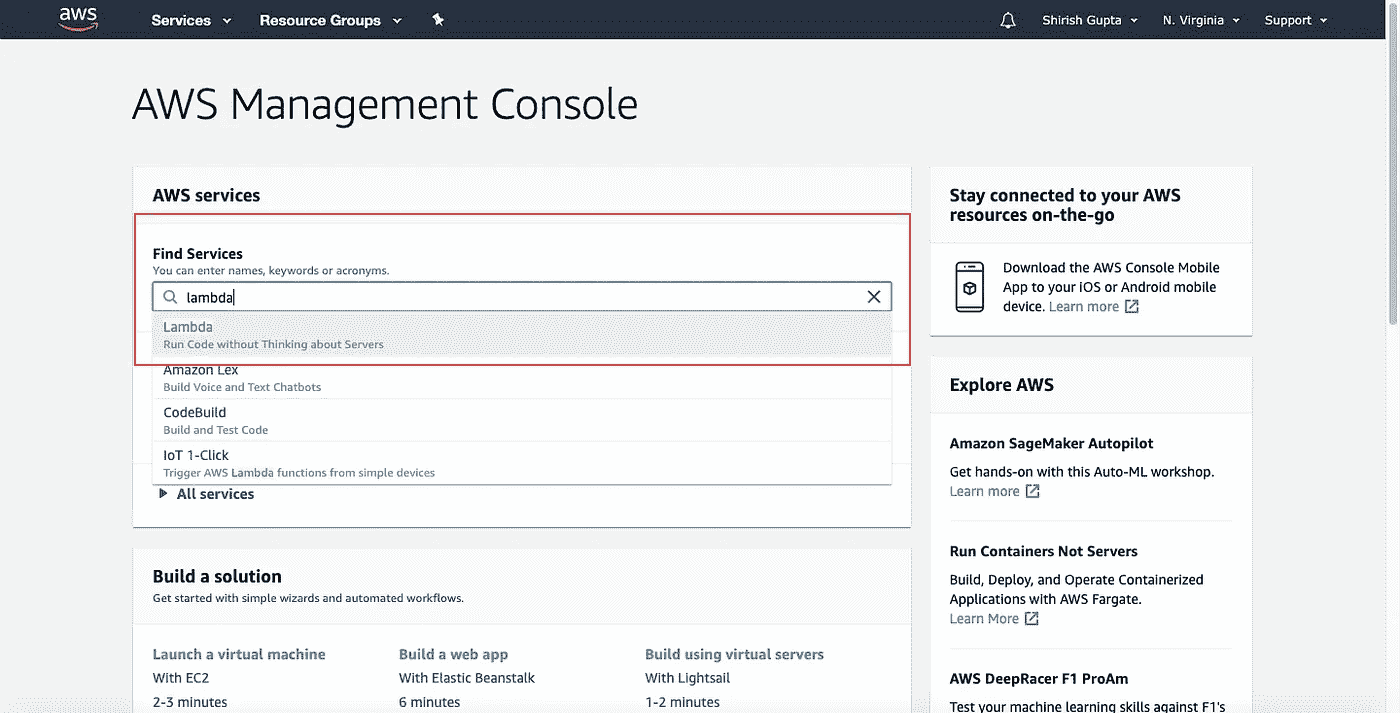 aws Services Resource Groups Shirish Gupta N. Virginia Support
AWS Management Console
AWS services
Find Services
You can enter names, keywords or acronyms.
lambda
Lambda
Run Code without Thinking about Servers
Amazon Lex
Build Voice and Text Chatbots
CodeBuild
Build and Test Code
IoT 1-Click
Trigger AWS Lambda functions from simple devices
All services
Build a solution
Get started with simple wizards and automated workflows.
Launch a virtual machine
With EC2
2-3 minutes
Build a web app
With Elastic Beanstalk
6 minutes
Build using virtual servers
With Lightsail
1-2 minutes
Stay connected to your AWS
resources on-the-go
Download the AWS Console Mobile
App to your iOS or Android mobile
device. Learn more
Explore AWS
Amazon SageMaker Autopilot
Get hands-on with this Auto-ML workshop.
Learn more
Run Containers Not Servers
Build, Deploy, and Operate Containerized
Applications with AWS Fargate.
Learn More
AWS DeepRacer F1 ProAm
Test your machine learning skills against F1's